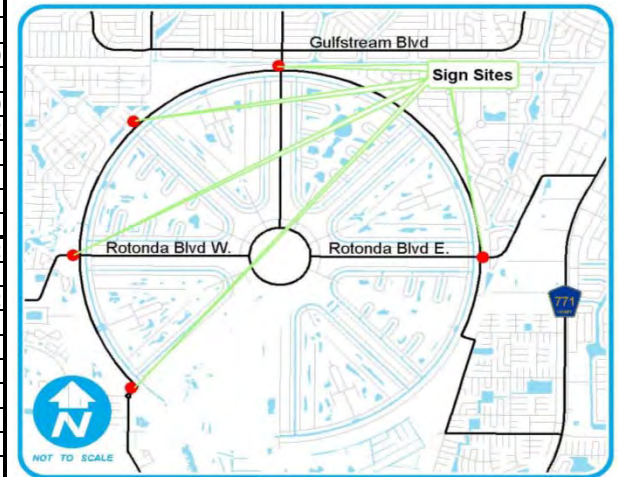 Gulfstream Blvd
Sign Sites
Rotonda Blvd W.
Rotonda Blvd E.
771
N
NOT TO SCALE